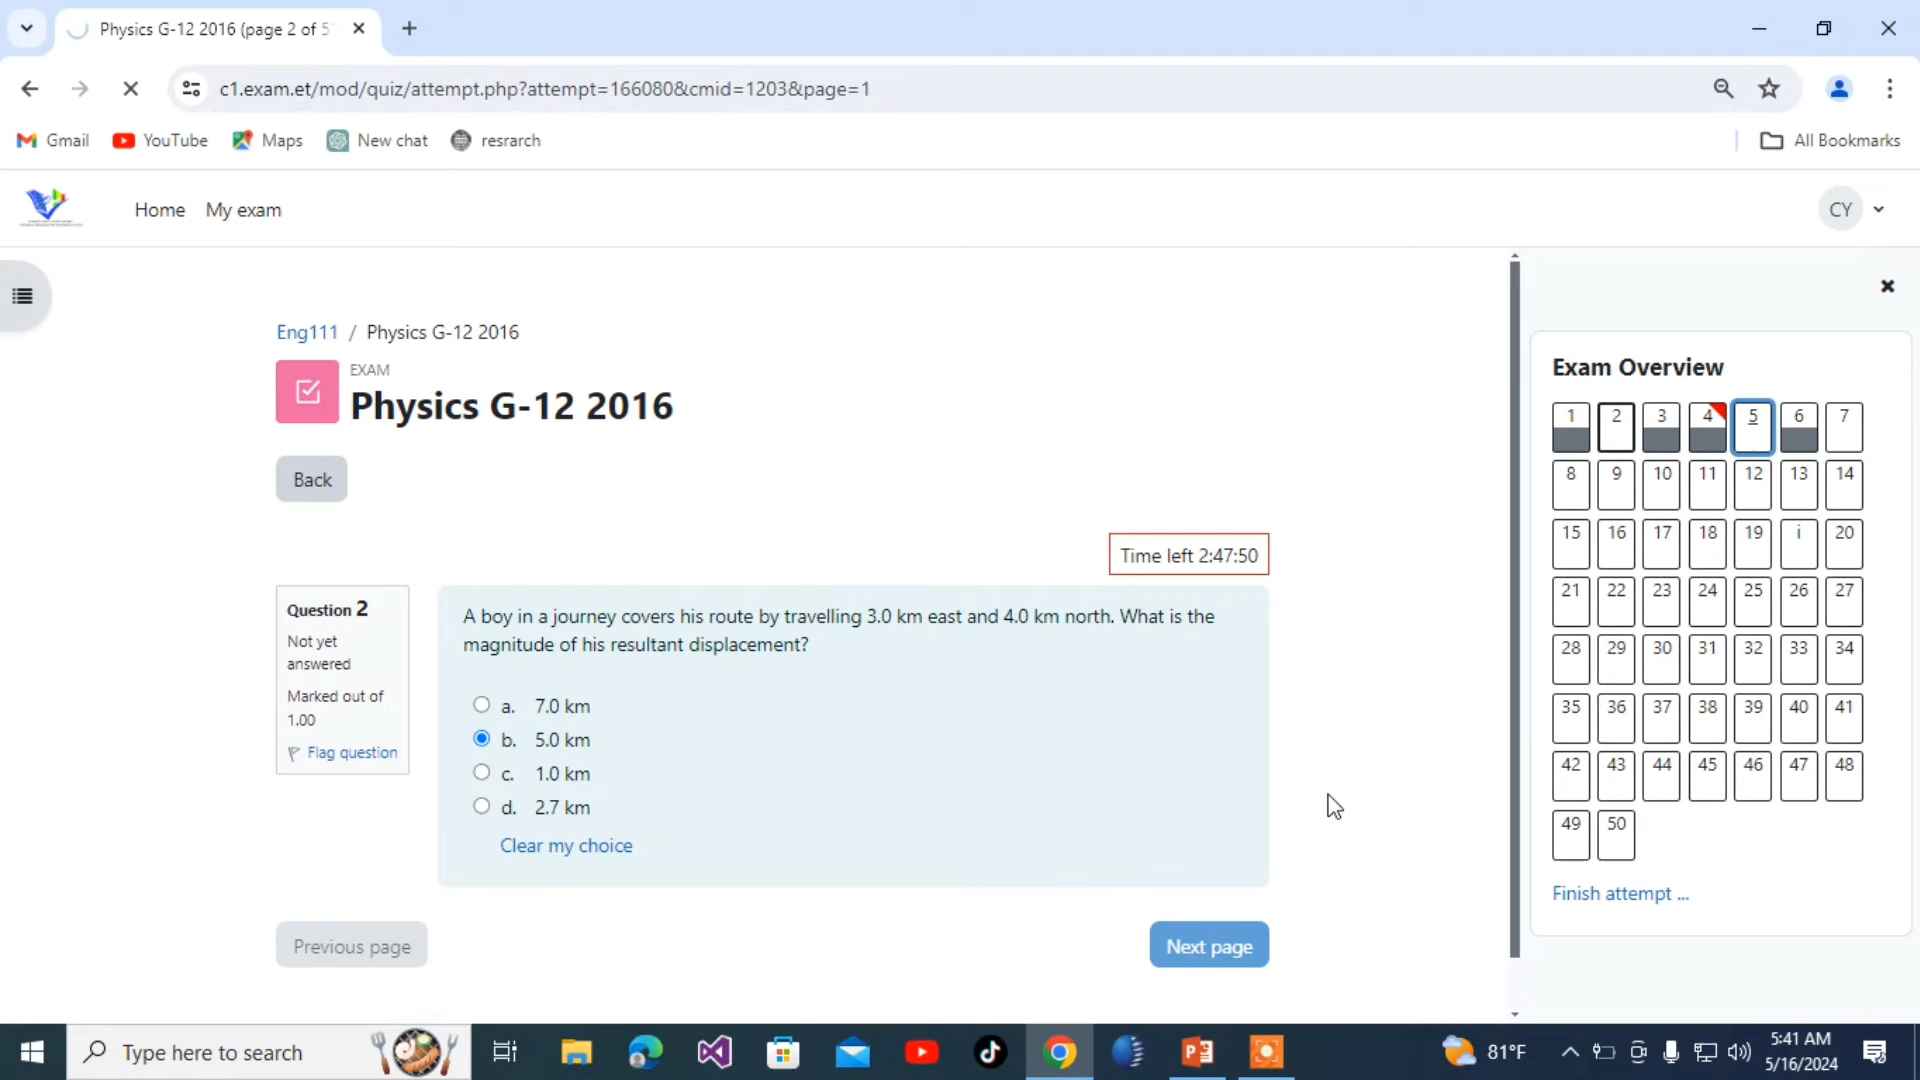 Physics G-12 2016 (page 2 of 5
c1.exam.et/mod/quiz/attempt.php?attempt=166080&cmid=1203&page=1
Gmail YouTube Maps New chat resrarch All Bookmarks
Home My exam CY
Eng111 / Physics G-12 2016
EXAM
Physics G-12 2016
Back
Time left 2:47:50
Question 2
Not yet
answered
Marked out of
1.00
Flag question
A boy in a journey covers his route by travelling 3.0 km east and 4.0 km north. What is the
magnitude of his resultant displacement?
a. 7.0 km
b. 5.0 km
c. 1.0 km
d. 2.7 km
Clear my choice
Previous page Next page
Exam Overview
1 2 3 4 5 6 7
8 9 10 11 12 13 14
15 16 17 18 19 i 20
21 22 23 24 25 26 27
28 29 30 31 32 33 34
35 36 37 38 39 40 41
42 43 44 45 46 47 48
49 50
Finish attempt ...
Type here to search
81°F
5:41 AM
5/16/2024